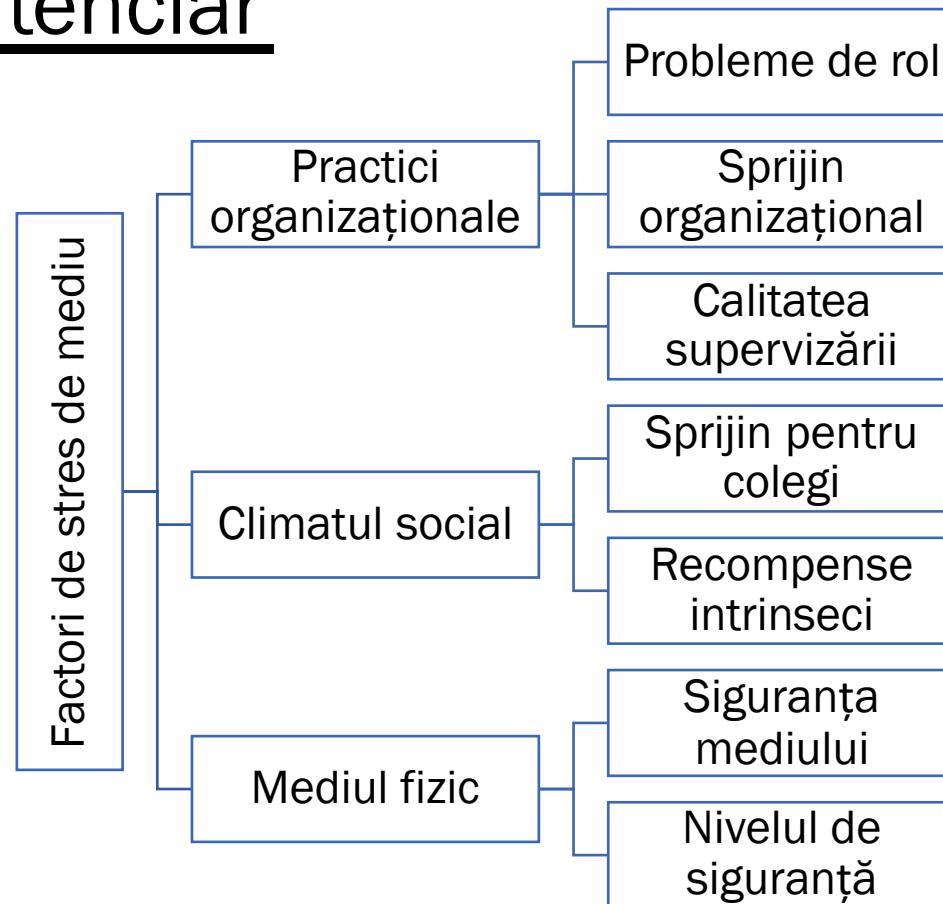 tenciar
Factori de stres de mediu
Practici
organizaționale
Probleme de rol
Sprijin
organizațional
Calitatea
supervizării
Climatul social
Sprijin pentru
colegi
Recompense
intrinseci
Mediul fizic
Siguranța
mediului
Nivelul de
siguranță